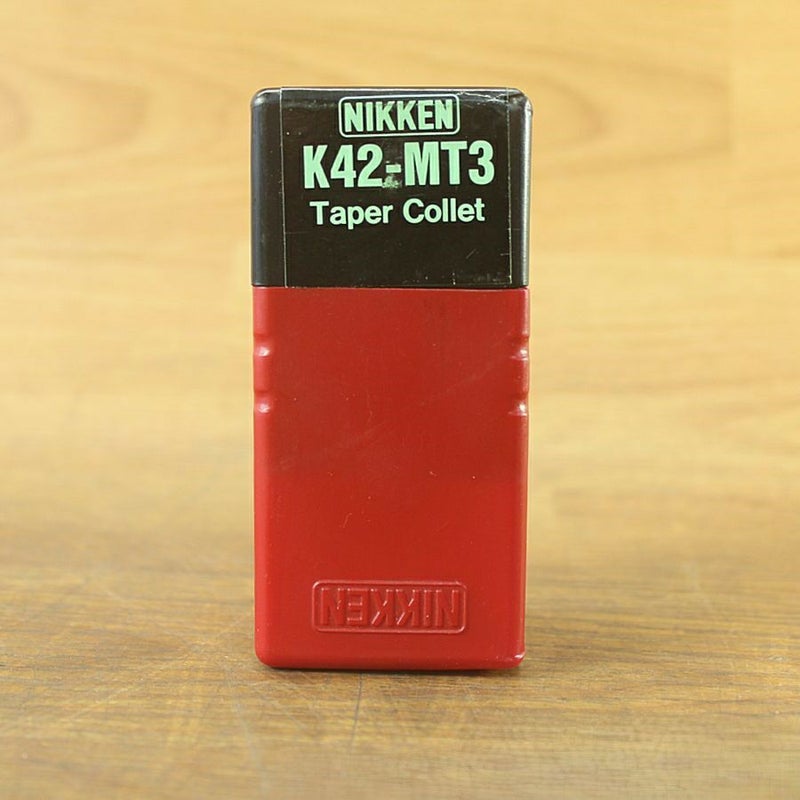 NIKKEN
K42-MT3
Taper Collet
NIKKEN